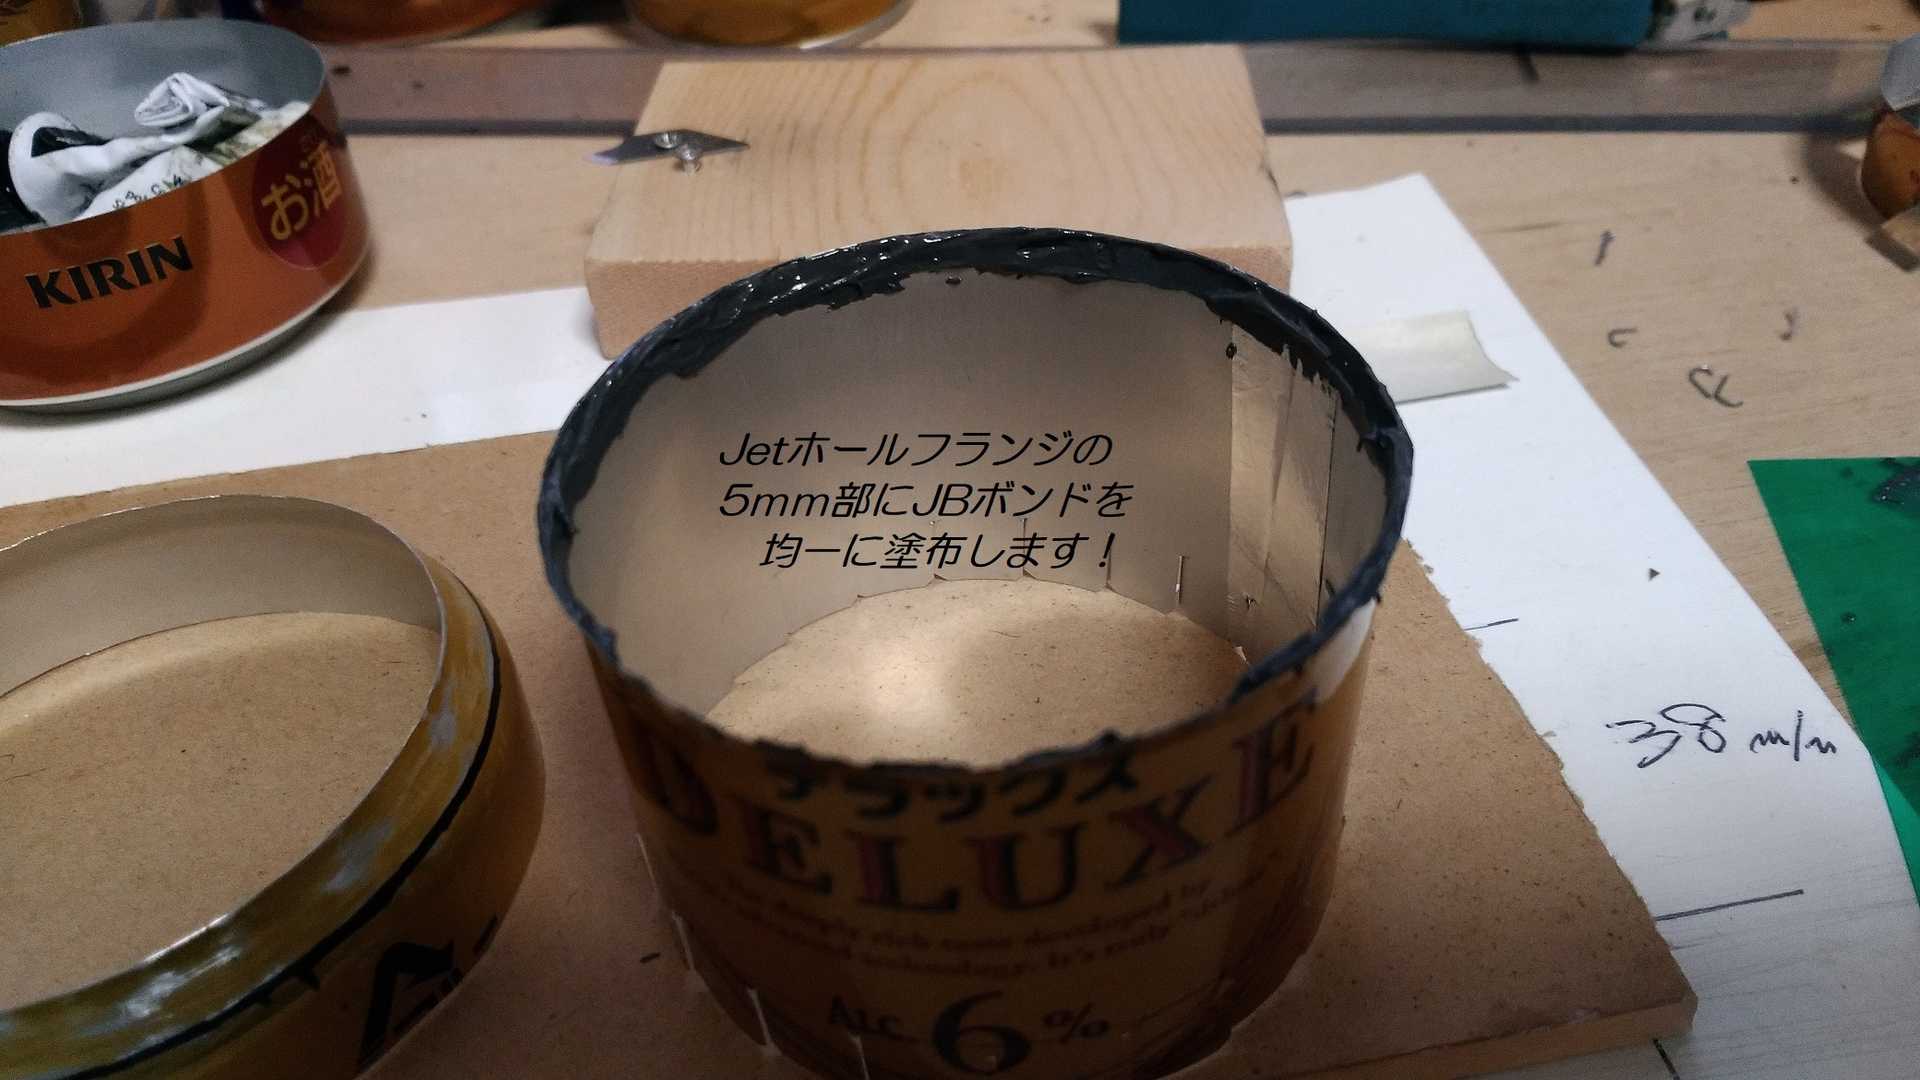 お酒
KIRIN
Jetホールフランジの
5mm部にJBボンドを
均一に塗布します！
38 m/m
デラックス
DELUXE
ALC. 6%